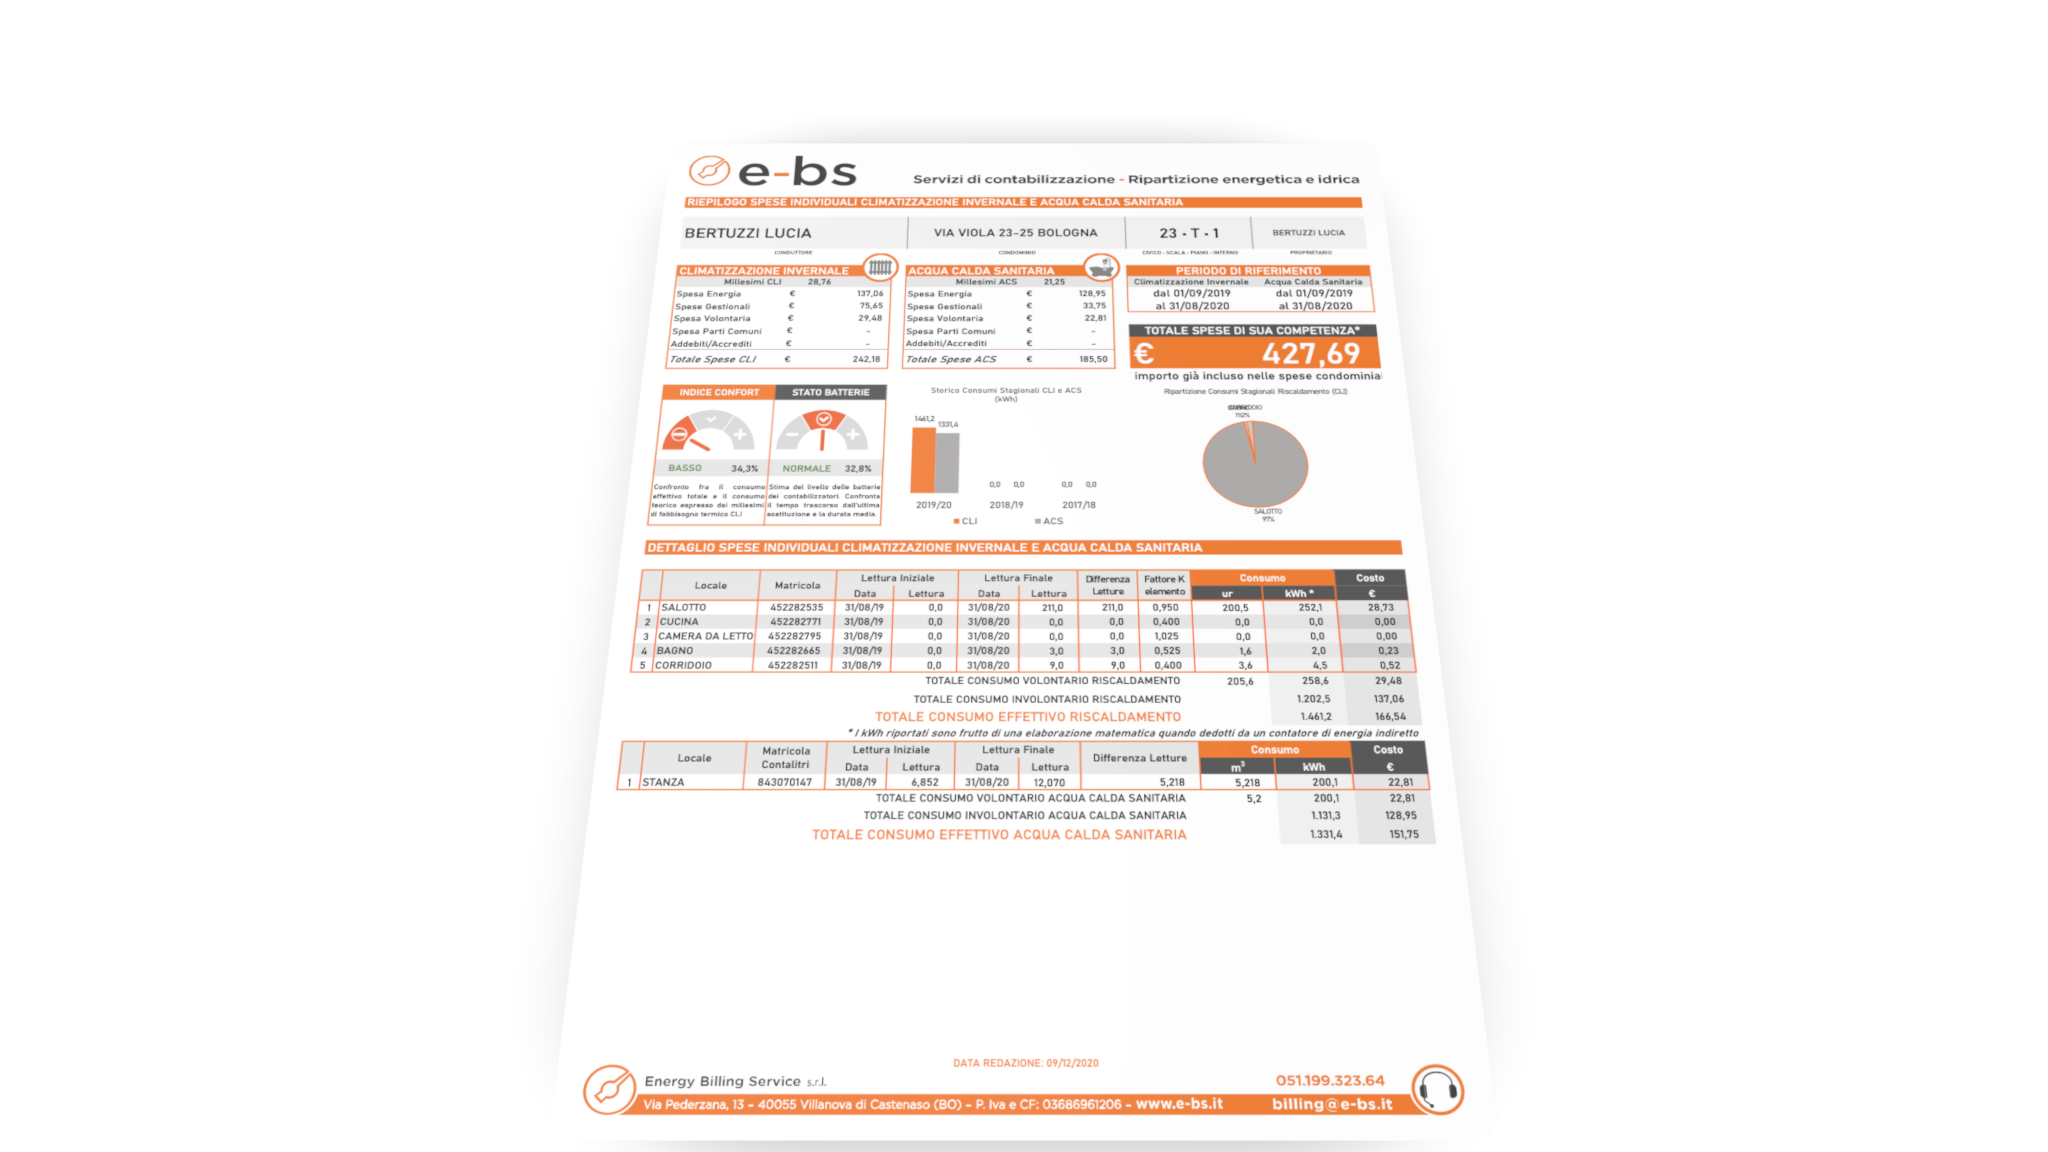 e-bs
Servizi di contabilizzazione - Ripartizione energetica e idrica
RIEPILOGO SPESE INDIVIDUALI CLIMATIZZAZIONE INVERNALE E ACQUA CALDA SANITARIA
BERTUZZI LUCIA VIA VIOLA 23-25 BOLOGNA 23 - T - 1 BERTUZZI LUCIA
CONDUTTORE CONDOMINIO CIVICO - SCALA - PIANO - INTERNO PROPRIETARIO
CLIMATIZZAZIONE INVERNALE
Millesimi CLI 28,76
Spesa Energia € 137,06
Spese Gestionali € 75,65
Spesa Volontaria € 29,48
Spesa Parti Comuni € -
Addebiti/Accrediti € -
Totale Spese CLI € 242,18
ACQUA CALDA SANITARIA
Millesimi ACS 21,25
Spesa Energia € 128,95
Spese Gestionali € 33,75
Spesa Volontaria € 22,81
Spesa Parti Comuni € -
Addebiti/Accrediti € -
Totale Spese ACS € 185,50
PERIODO DI RIFERIMENTO
Climatizzazione Invernale Acqua Calda Sanitaria
dal 01/09/2019 dal 01/09/2019
al 31/08/2020 al 31/08/2020
TOTALE SPESE DI SUA COMPETENZA*
€ 427,69
importo già incluso nelle spese condominia
INDICE CONFORT
BASSO 34,3%
Confronto fra il consumo
effettivo totale e il consumo
teorico espresso dai millesimi
di fabbisogno termico CLI
STATO BATTERIE
NORMALE 32,8%
Stima del livello delle batterie
dei contabilizzatori. Confronta
il tempo trascorso dall'ultima
sostituzione e la durata media.
Storico Consumi Stagionali CLI e ACS
(kWh)
1461,2 1331,4
0,0 0,0 0,0 0,0
2019/20 2018/19 2017/18
CLI ACS
Ripartizione Consumi Stagionali Riscaldamento (CLI)
SALOTTO
97%
DETTAGLIO SPESE INDIVIDUALI CLIMATIZZAZIONE INVERNALE E ACQUA CALDA SANITARIA
Locale Matricola Lettura Iniziale Lettura Finale Differenza Letture Fattore K elemento Consumo Costo
Data Lettura Data Lettura ur kWh * €
1 SALOTTO 452282535 31/08/19 0,0 31/08/20 211,0 211,0 0,950 200,5 252,1 28,73
2 CUCINA 452282771 31/08/19 0,0 31/08/20 0,0 0,0 0,400 0,0 0,0 0,00
3 CAMERA DA LETTO 452282795 31/08/19 0,0 31/08/20 0,0 0,0 1,025 0,0 0,0 0,00
4 BAGNO 452282665 31/08/19 0,0 31/08/20 3,0 3,0 0,525 1,6 2,0 0,23
5 CORRIDOIO 452282511 31/08/19 0,0 31/08/20 9,0 9,0 0,400 3,6 4,5 0,52
TOTALE CONSUMO VOLONTARIO RISCALDAMENTO 205,6 258,6 29,48
TOTALE CONSUMO INVOLONTARIO RISCALDAMENTO 1.202,5 137,06
TOTALE CONSUMO EFFETTIVO RISCALDAMENTO 1.461,2 166,54
* I kWh riportati sono frutto di una elaborazione matematica quando dedotti da un contatore di energia indiretto
Locale Matricola Contalitri Lettura Iniziale Lettura Finale Differenza Letture Consumo Costo
Data Lettura Data Lettura m³ kWh €
1 STANZA 843070147 31/08/19 6,852 31/08/20 12,070 5,218 5,218 200,1 22,81
TOTALE CONSUMO VOLONTARIO ACQUA CALDA SANITARIA 5,2 200,1 22,81
TOTALE CONSUMO INVOLONTARIO ACQUA CALDA SANITARIA 1.131,3 128,95
TOTALE CONSUMO EFFETTIVO ACQUA CALDA SANITARIA 1.331,4 151,75
DATA REDAZIONE: 09/12/2020
Energy Billing Service s.r.l.
051.199.323.64
Via Pederzana, 13 - 40055 Villanova di Castenaso (BO) - P. Iva e CF: 03686961206 - www.e-bs.it
billing@e-bs.it